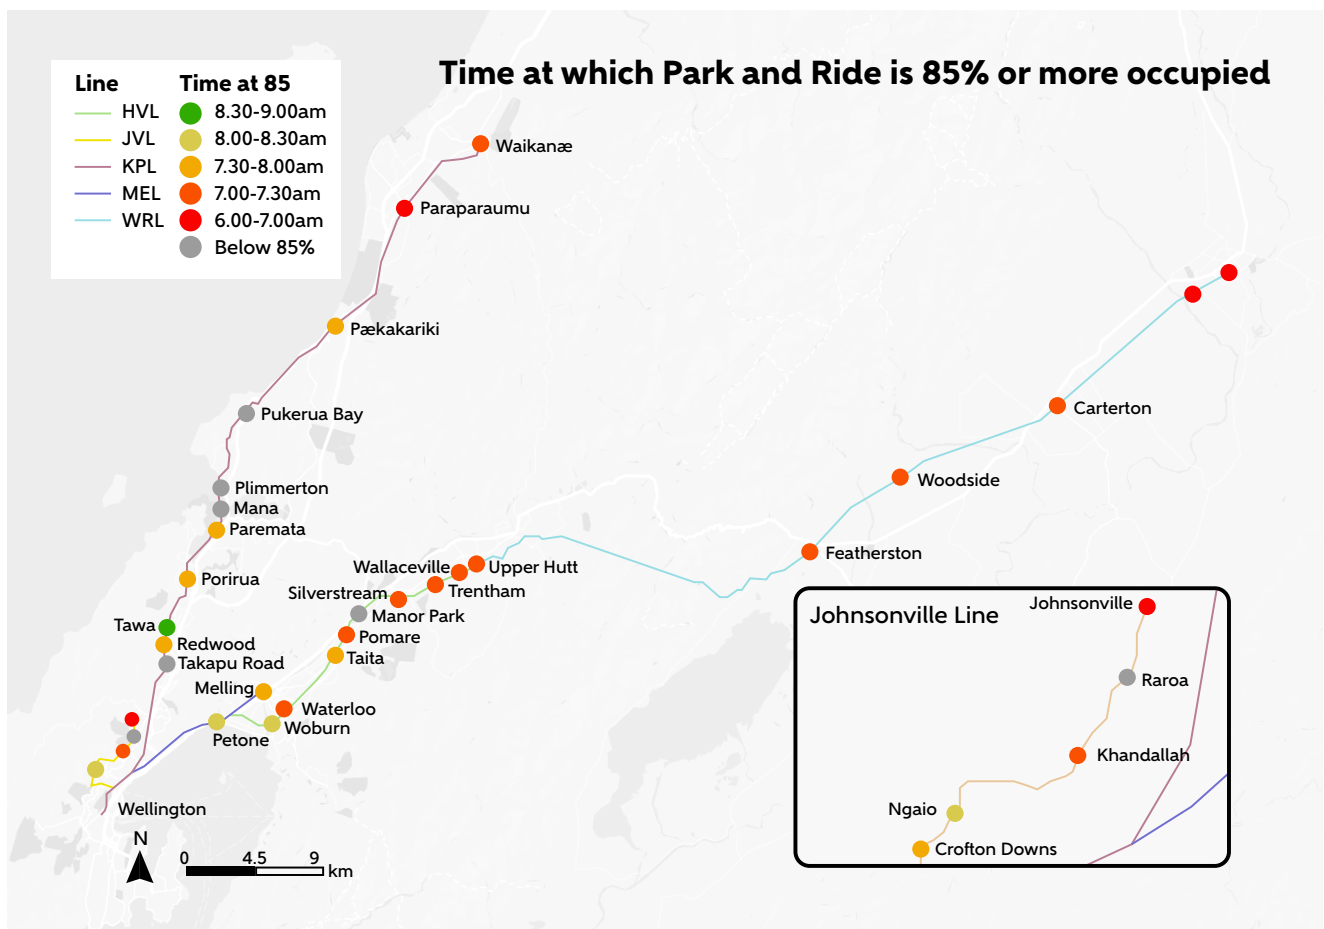 Time at which Park and Ride is 85% or more occupied
Line Time at 85
HVL 8.30-9.00am
JVL 8.00-8.30am
KPL 7.30-8.00am
MEL 7.00-7.30am
WRL 6.00-7.00am
Below 85%
Waikanæ
Paraparaumu
Pækakariki
Pukerua Bay
Carterton
Woodside
Plimmerton
Mana
Paremata
Featherston
Wallaceville
Upper Hutt
Porirua
Silverstream
Trentham
Manor Park
Tawa
Pomare
Redwood
Taita
Takapu Road
Melling
Waterloo
Woburn
Petone
Wellington
N
0 4.5 9
km
Johnsonville Line
Johnsonville
Raroa
Khandallah
Ngaio
Crofton Downs